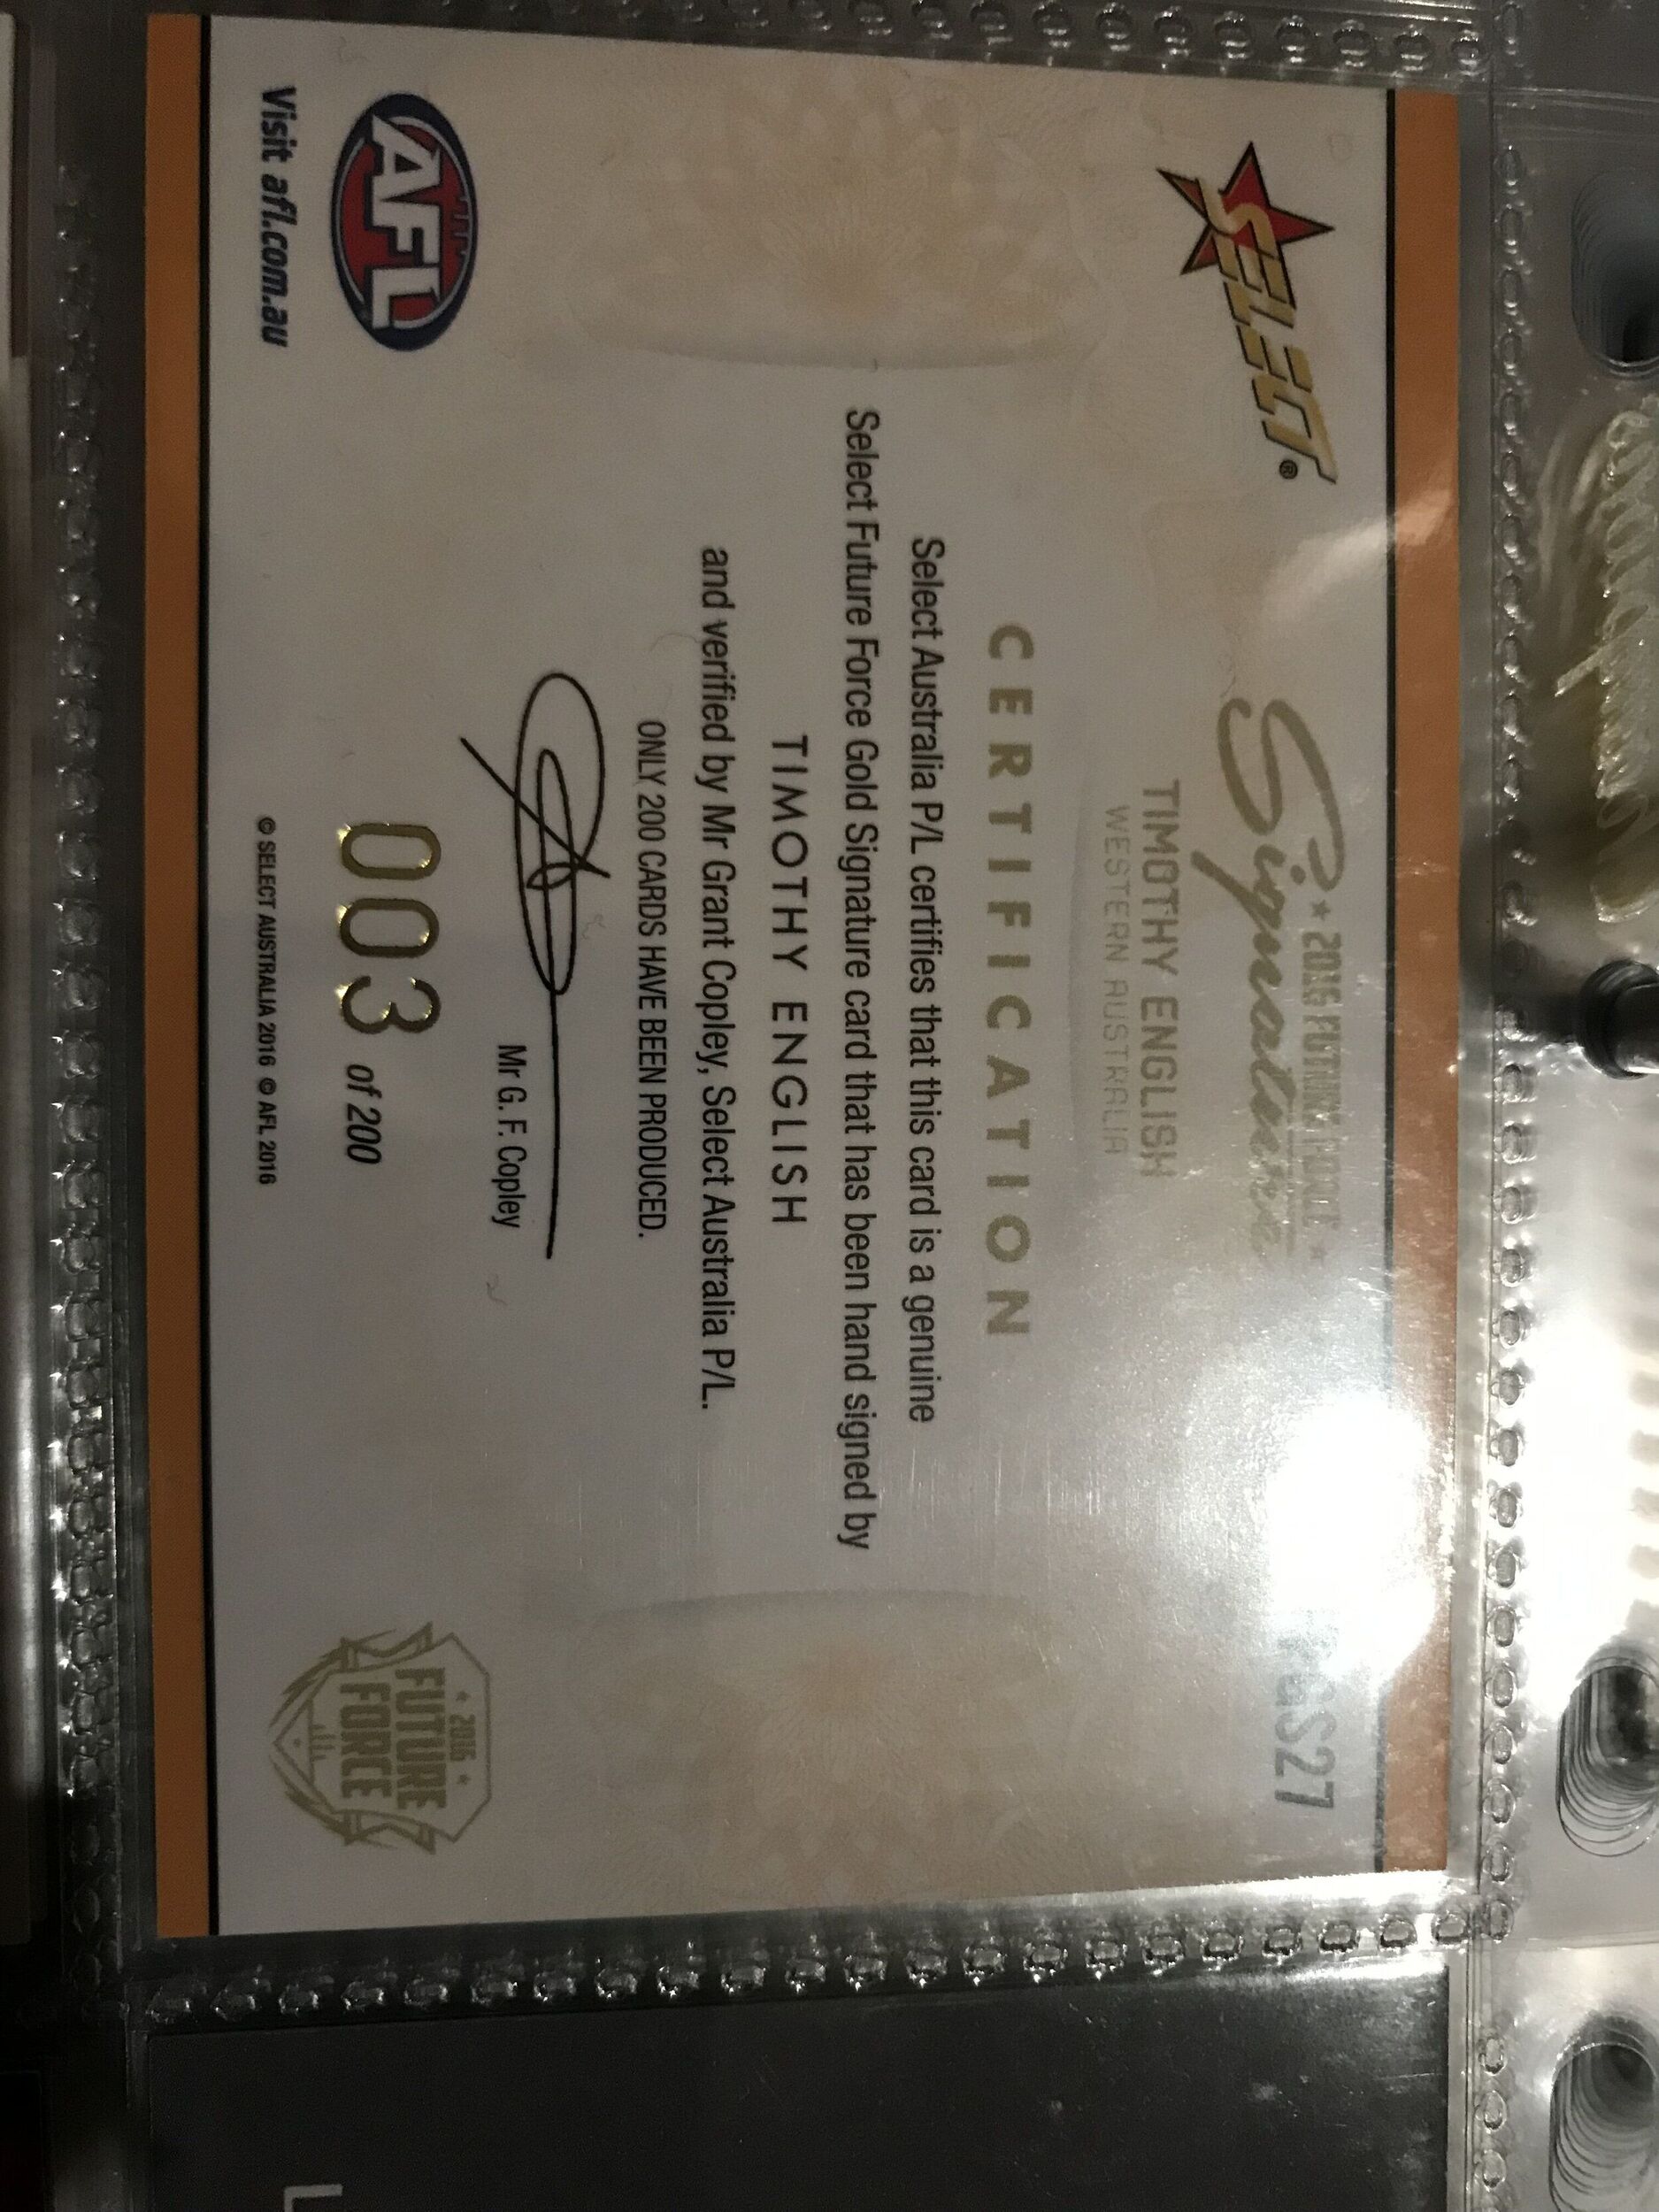 SELECT®
★ 2016 FUTURE FORCE ★
Signature
GS27
TIMOTHY ENGLISH
WESTERN AUSTRALIA
CERTIFICATION
Select Australia P/L certifies that this card is a genuine
Select Future Force Gold Signature card that has been hand signed by
TIMOTHY ENGLISH
and verified by Mr Grant Copley, Select Australia P/L.
ONLY 200 CARDS HAVE BEEN PRODUCED.
Mr G. F. Copley
AFL
003 of 200
★ 2016 ★
FUTURE
FORCE
Visit afl.com.au
© SELECT AUSTRALIA 2016 © AFL 2016